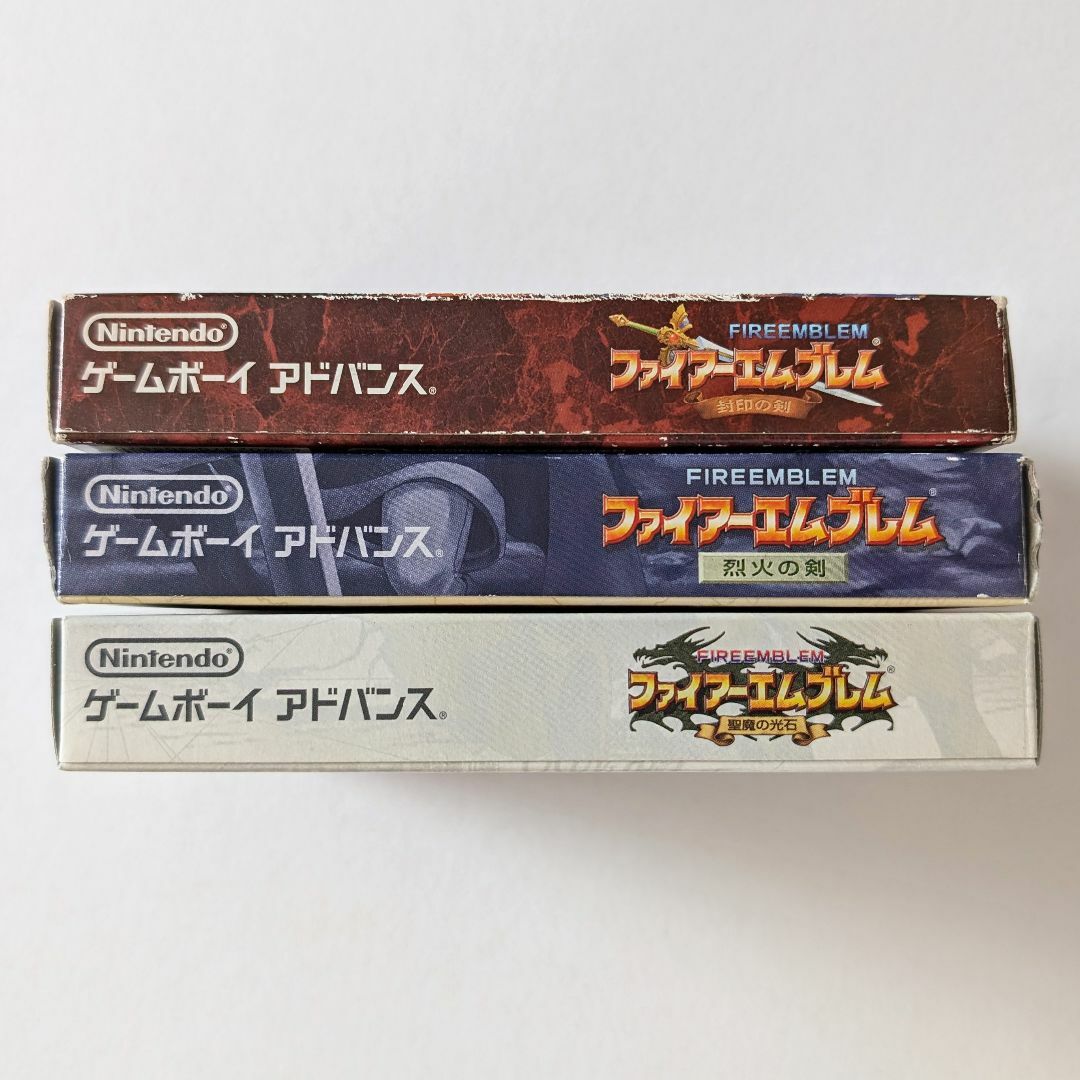 Nintendo®
ゲームボーイ アドバンス®
FIREEMBLEM
ファイアーエムブレム®
封印の剣
Nintendo®
ゲームボーイ アドバンス®
FIREEMBLEM
ファイアーエムブレム®
烈火の剣
Nintendo®
ゲームボーイ アドバンス®
FIREEMBLEM
ファイアーエムブレム®
聖魔の光石